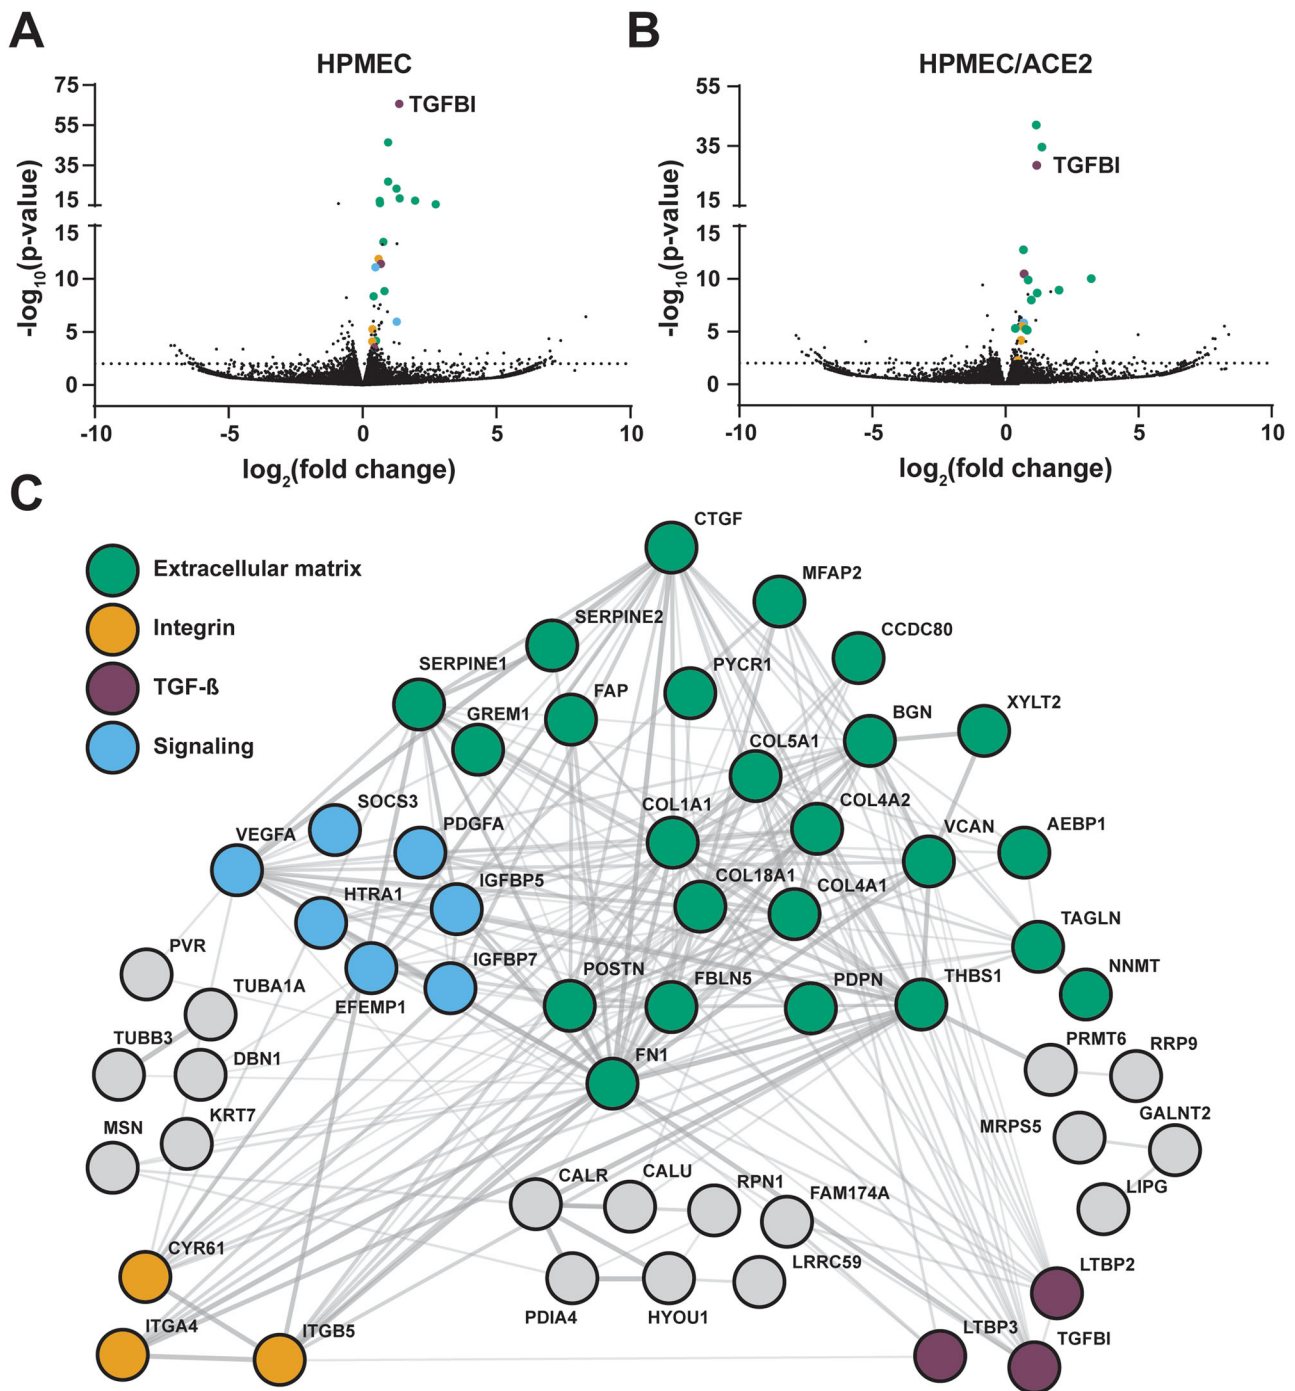 A
B
HPMEC
HPMEC/ACE2
75
55
35
15
15
10
5
0
-log10(p-value)
TGFBI
-10
-5
0
5
10
log2(fold change)
55
35
15
15
10
5
0
-log10(p-value)
TGFBI
-10
-5
0
5
10
log2(fold change)
C
Extracellular matrix
Integrin
TGF-ß
Signaling
CTGF
MFAP2
SERPINE2
CCDC80
SERPINE1
PYCR1
FAP
GREM1
BGN
XYLT2
COL5A1
SOCS3
COL1A1
COL4A2
VEGFA
PDGFA
VCAN
AEBP1
IGFBP5
COL18A1
HTRA1
COL4A1
TAGLN
PVR
IGFBP7
POSTN
FBLN5
PDPN
THBS1
NNMT
TUBA1A
EFEMP1
TUBB3
DBN1
FN1
PRMT6
RRP9
MSN
KRT7
MRPS5
GALNT2
CALR
CALU
RPN1
FAM174A
LIPG
CYR61
LRRC59
LTBP2
PDIA4
HYOU1
ITGA4
ITGB5
LTBP3
TGFBI